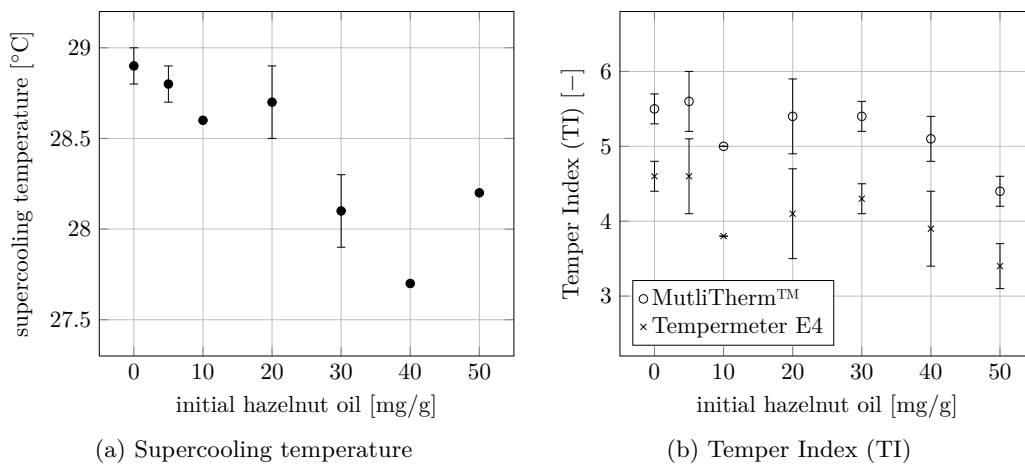 supercooling temperature [°C]
29
28.5
28
27.5
0 10 20 30 40 50
initial hazelnut oil [mg/g]
(a) Supercooling temperature
Temper Index (TI) [−]
6
5
4
3
MutliTherm™
Tempermeter E4
0 10 20 30 40 50
initial hazelnut oil [mg/g]
(b) Temper Index (TI)